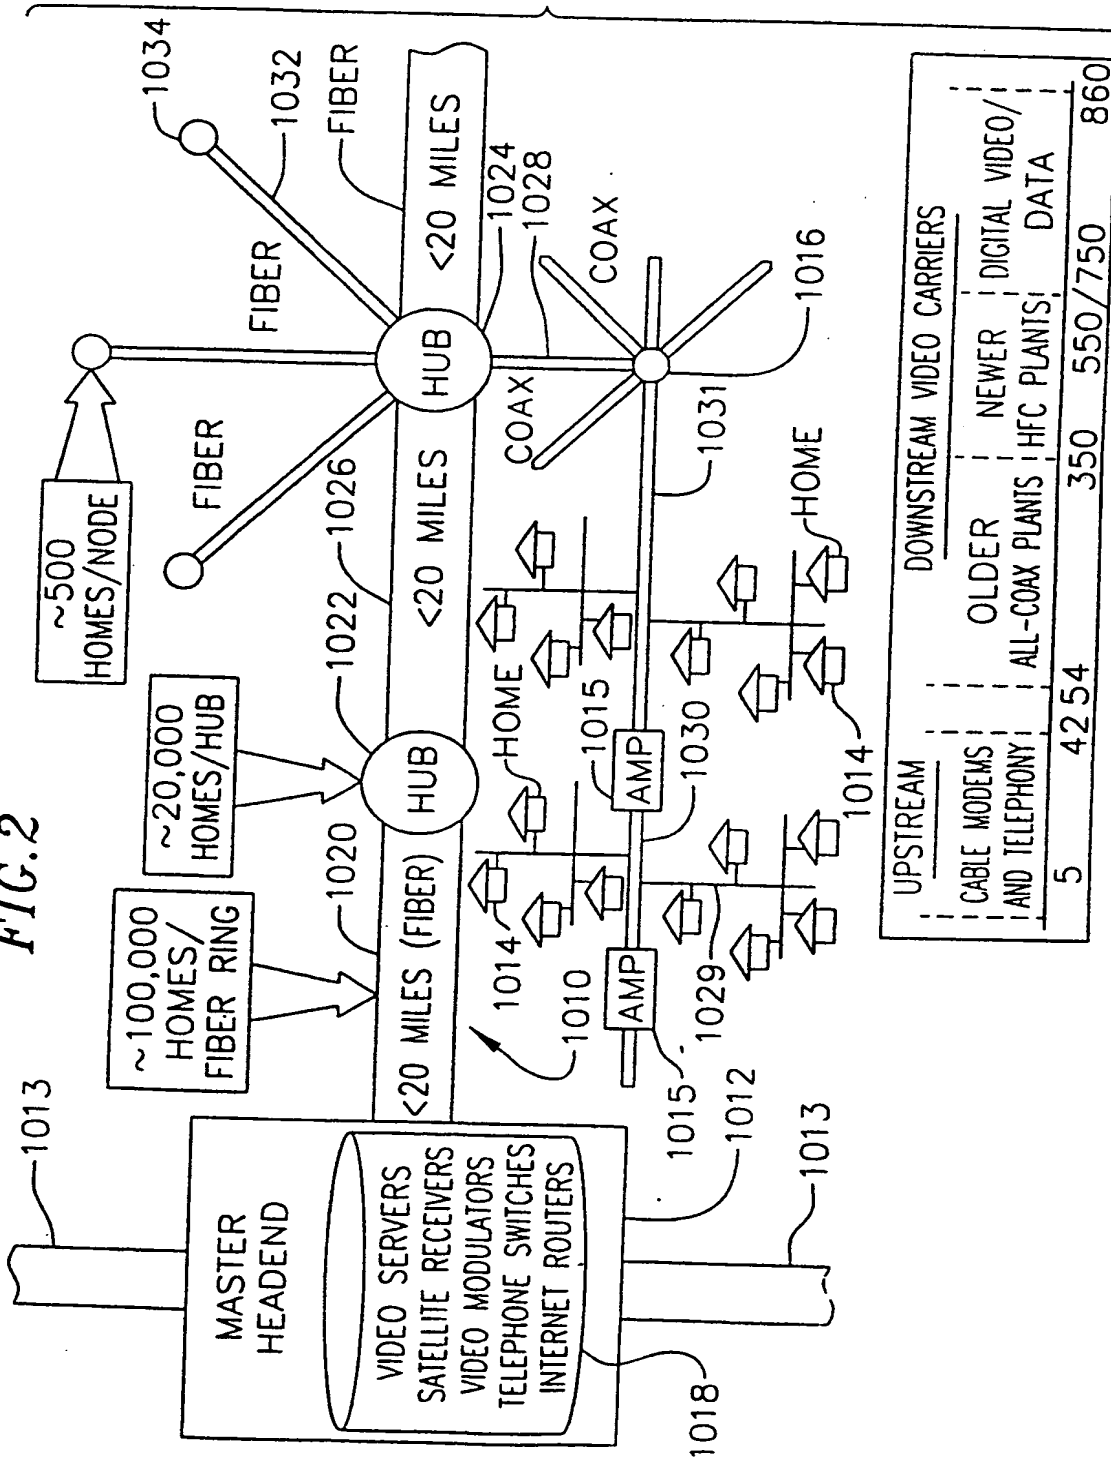 FIG.2
1013
MASTER
HEADEND
VIDEO SERVERS
SATELLITE RECEIVERS
VIDEO MODULATORS
TELEPHONE SWITCHES
INTERNET ROUTERS
1018
1012
1013
~100,000
HOMES/
FIBER RING
~20,000
HOMES/HUB
~500
HOMES/NODE
1020
<20 MILES (FIBER)
1010
1022
HUB
1026
<20 MILES
HUB
1024
<20 MILES
FIBER
FIBER
FIBER
1034
1032
1028
COAX
COAX
1016
1031
1014
HOME
AMP
1015
1029
AMP
1015
1030
HOME
1014
UPSTREAM
DOWNSTREAM VIDEO CARRIERS
CABLE MODEMS
AND TELEPHONY
OLDER
ALL-COAX PLANTS
NEWER
HFC PLANTS
DIGITAL VIDEO/
DATA
5 42 54 350 550/750 860